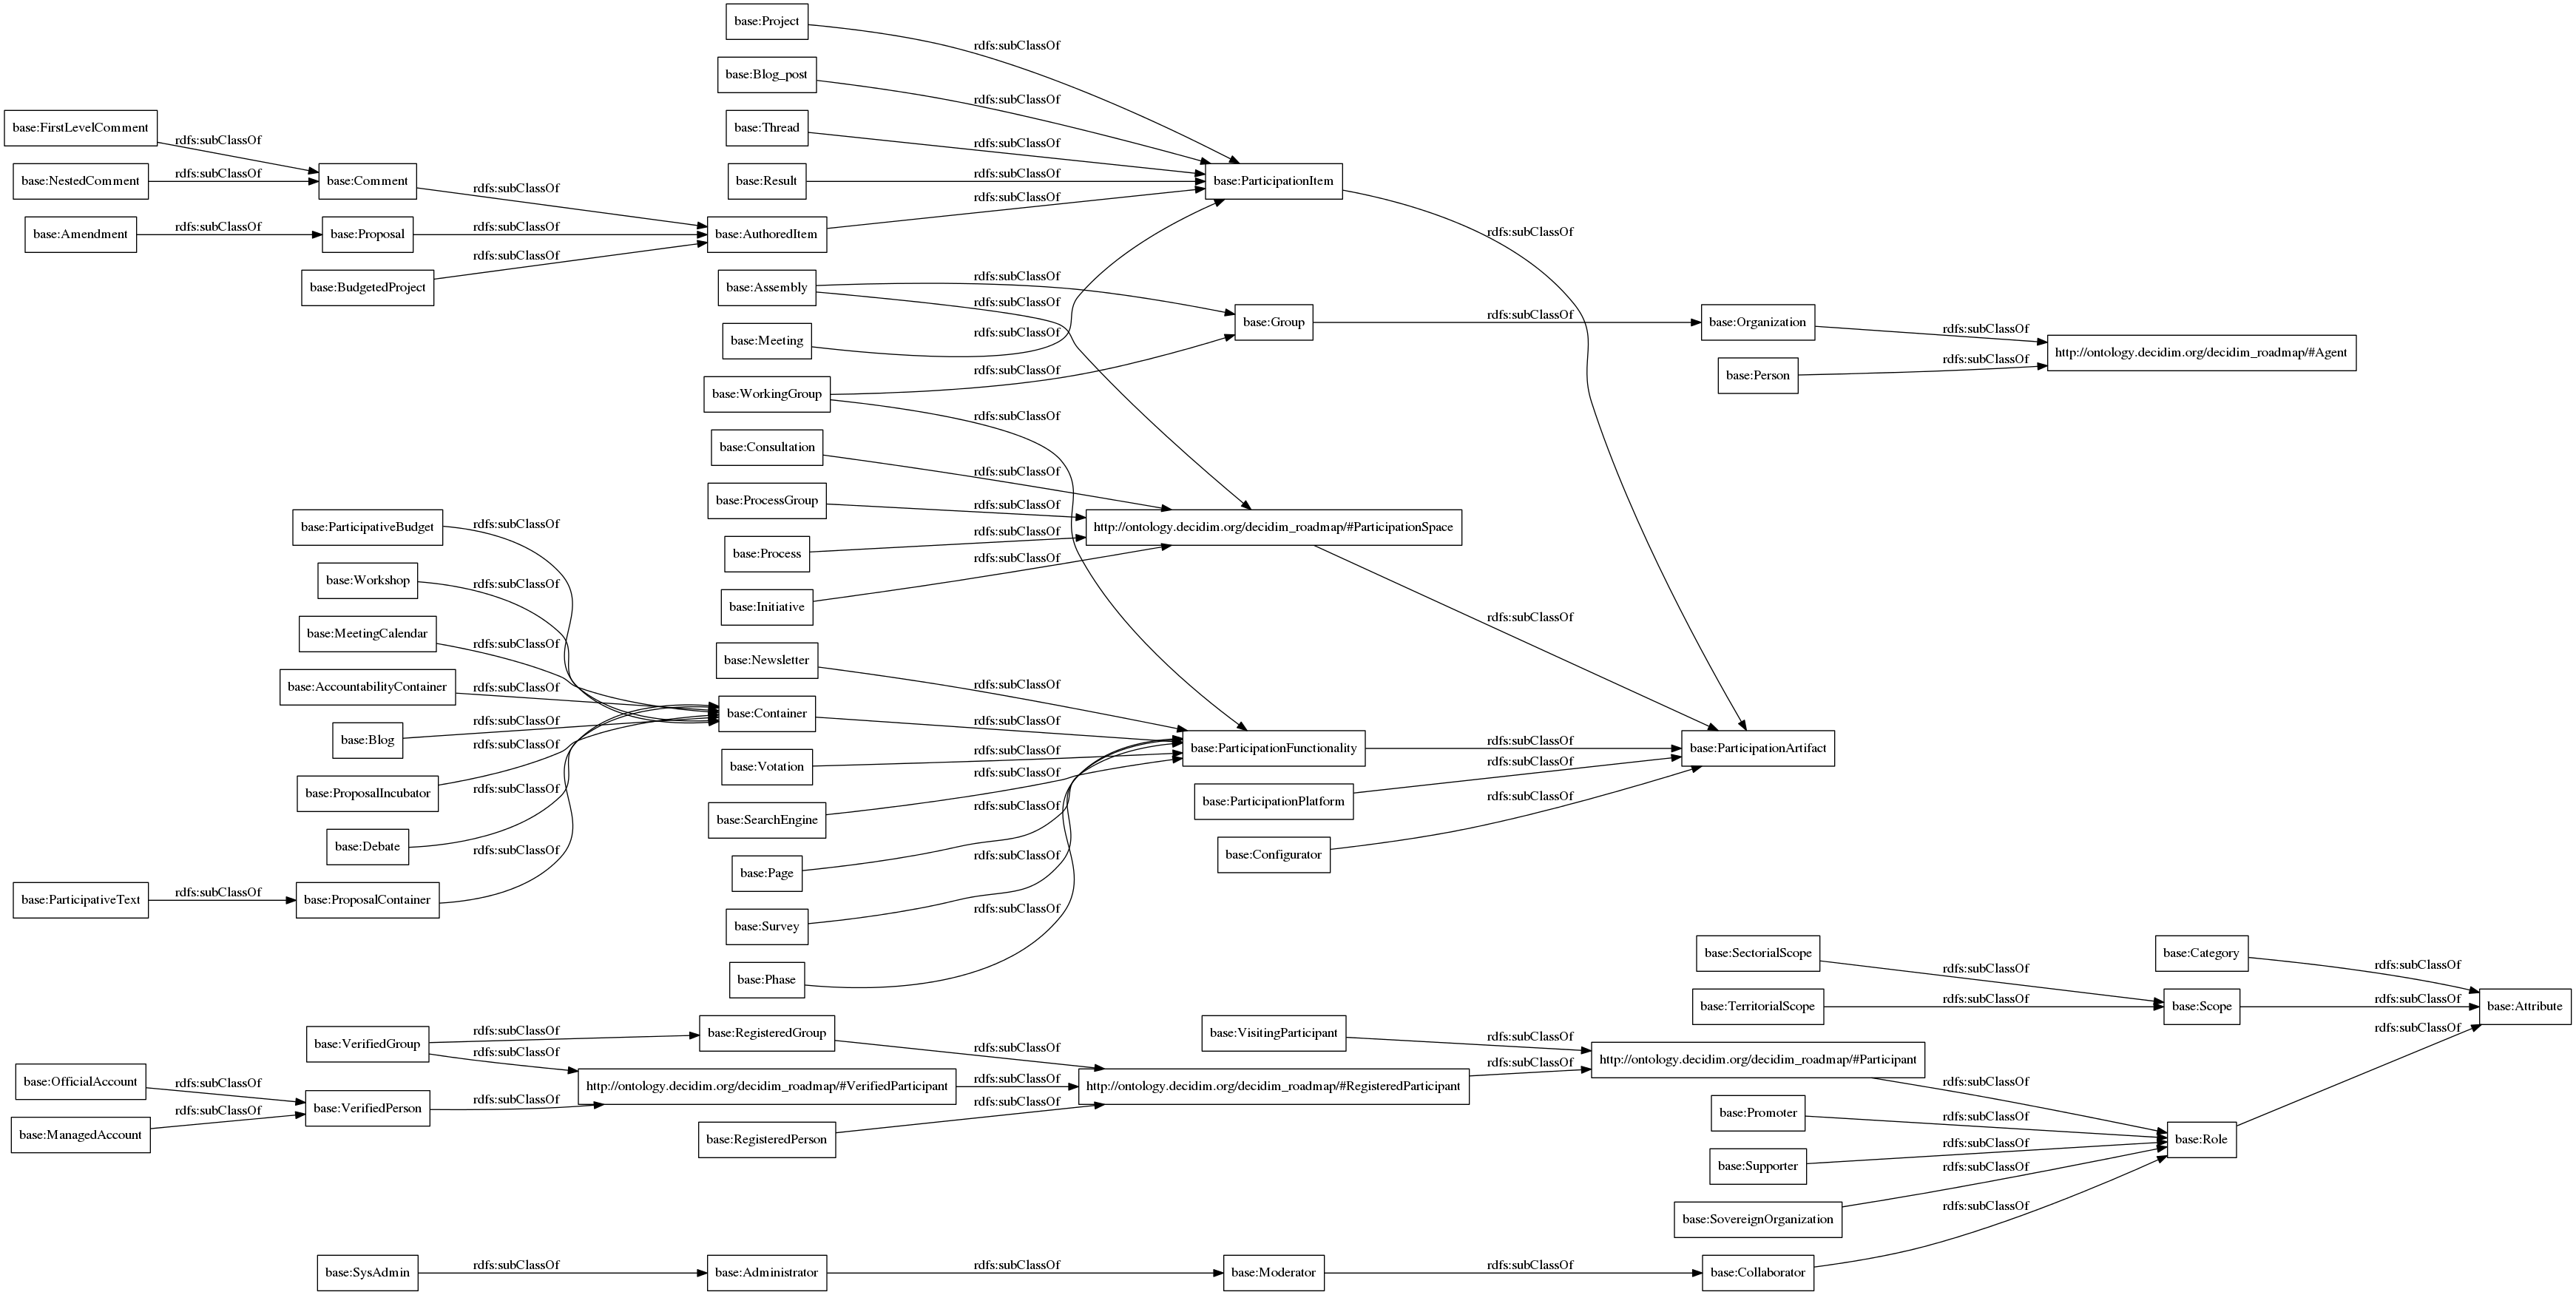 base:Project
rdfs:subClassOf
base:Blog_post
rdfs:subClassOf
base:FirstLevelComment
rdfs:subClassOf
base:Thread
rdfs:subClassOf
base:NestedComment
rdfs:subClassOf
base:Comment
rdfs:subClassOf
base:Result
rdfs:subClassOf
base:ParticipationItem
rdfs:subClassOf
base:Amendment
rdfs:subClassOf
base:Proposal
rdfs:subClassOf
base:AuthoredItem
rdfs:subClassOf
base:BudgetedProject
rdfs:subClassOf
base:Assembly
rdfs:subClassOf
rdfs:subClassOf
base:Group
rdfs:subClassOf
base:Organization
rdfs:subClassOf
http://ontology.decidim.org/decidim_roadmap/#Agent
base:Meeting
rdfs:subClassOf
base:Person
rdfs:subClassOf
base:WorkingGroup
rdfs:subClassOf
rdfs:subClassOf
base:Consultation
rdfs:subClassOf
base:ProcessGroup
rdfs:subClassOf
http://ontology.decidim.org/decidim_roadmap/#ParticipationSpace
rdfs:subClassOf
base:Process
rdfs:subClassOf
base:Initiative
rdfs:subClassOf
base:ParticipativeBudget
rdfs:subClassOf
base:Workshop
rdfs:subClassOf
base:MeetingCalendar
rdfs:subClassOf
base:AccountabilityContainer
rdfs:subClassOf
base:Blog
rdfs:subClassOf
base:ProposalIncubator
rdfs:subClassOf
base:Debate
rdfs:subClassOf
base:ParticipativeText
rdfs:subClassOf
base:ProposalContainer
rdfs:subClassOf
base:Newsletter
rdfs:subClassOf
base:Container
rdfs:subClassOf
base:Votation
rdfs:subClassOf
base:SearchEngine
rdfs:subClassOf
base:Page
rdfs:subClassOf
base:Survey
rdfs:subClassOf
base:Phase
rdfs:subClassOf
base:ParticipationFunctionality
rdfs:subClassOf
base:ParticipationArtifact
base:ParticipationPlatform
rdfs:subClassOf
base:Configurator
rdfs:subClassOf
base:SectorialScope
rdfs:subClassOf
base:Category
rdfs:subClassOf
base:TerritorialScope
rdfs:subClassOf
base:Scope
rdfs:subClassOf
base:Attribute
base:VerifiedGroup
rdfs:subClassOf
rdfs:subClassOf
base:RegisteredGroup
rdfs:subClassOf
base:VisitingParticipant
rdfs:subClassOf
http://ontology.decidim.org/decidim_roadmap/#Participant
rdfs:subClassOf
base:OfficialAccount
rdfs:subClassOf
http://ontology.decidim.org/decidim_roadmap/#VerifiedParticipant
rdfs:subClassOf
http://ontology.decidim.org/decidim_roadmap/#RegisteredParticipant
rdfs:subClassOf
base:VerifiedPerson
rdfs:subClassOf
base:ManagedAccount
rdfs:subClassOf
base:RegisteredPerson
rdfs:subClassOf
base:Promoter
rdfs:subClassOf
base:Role
rdfs:subClassOf
base:Supporter
rdfs:subClassOf
base:SovereignOrganization
rdfs:subClassOf
base:SysAdmin
rdfs:subClassOf
base:Administrator
rdfs:subClassOf
base:Moderator
rdfs:subClassOf
base:Collaborator
rdfs:subClassOf